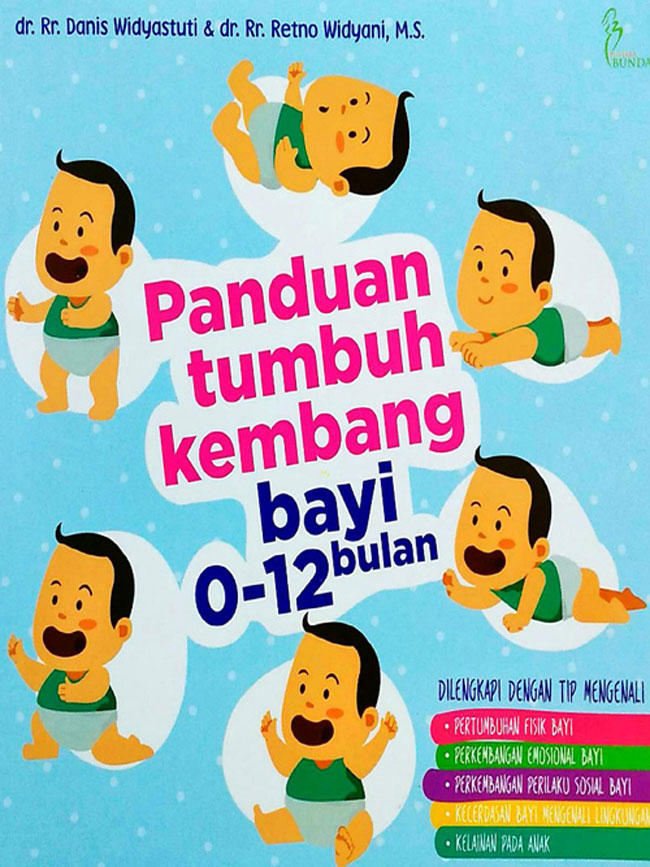 dr. Rr. Danis Widyastuti & dr. Rr. Retno Widyani, M.S.
BUNDA
Panduan
tumbuh
kembang
bayi
0-12 bulan
DILENGKAPI DENGAN TIP MENGENALI
• PERTUMBUHAN FISIK BAYI
• PERKEMBANGAN EMOSIONAL BAYI
• PERKEMBANGAN PERILAKU SOSIAL BAYI
• KECERDASAN BAYI MENGENALI LINGKUNGAN
• KELAINAN PADA ANAK